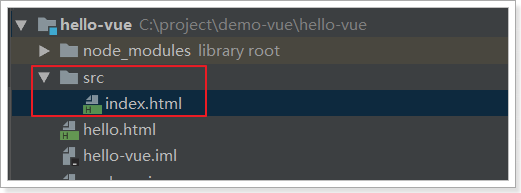 hello-vue C:\project\demo-vue\hello-vue
node_modules library root
src
index.html
hello.html
hello-vue.iml